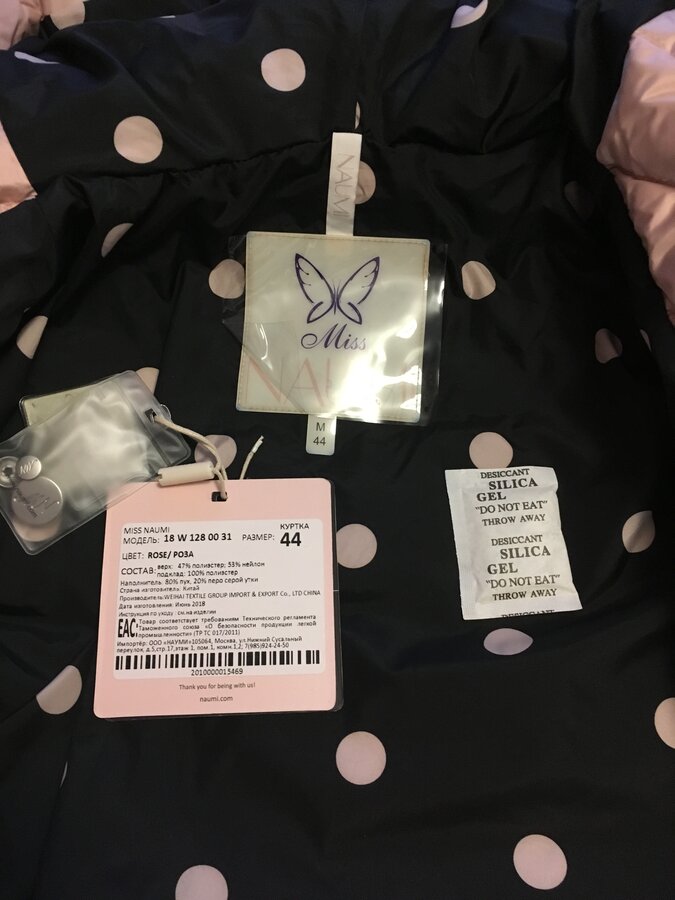 NAUMI
Miss
NAUMI
M
44
MISS NAUMI
МОДЕЛЬ: 18 W 128 00 31 РАЗМЕР: КУРТКА 44
ЦВЕТ: ROSE/ РОЗА
СОСТАВ: верх: 47% полиэстер; 53% нейлон
подклад: 100% полиэстер
Наполнитель: 80% пух, 20% перо серой утки
Страна изготовитель: Китай
Производитель:WEIHAI TEXTILE GROUP IMPORT & EXPORT Co., LTD CHINA
Дата изготовления: Июнь 2018
Инструкция по уходу : см.на изделии
EAC Товар соответствует требованиям Технического регламента
Таможенного союза «О безопасности продукции легкой
промышленности» (ТР ТС 017/2011)
Импортёр: ООО «НАУМИ»105064, Москва, ул.Нижний Сусальный
переулок, д.5,стр.17,этаж 1, пом.1, комн.1,2; 7(985)924-24-50
2010000015469
Thank you for being with us!
naumi.com
DESICCANT
SILICA
GEL
"DO NOT EAT"
THROW AWAY
DESICCANT
SILICA
GEL
"DO NOT EAT"
THROW AWAY
DESICCANT